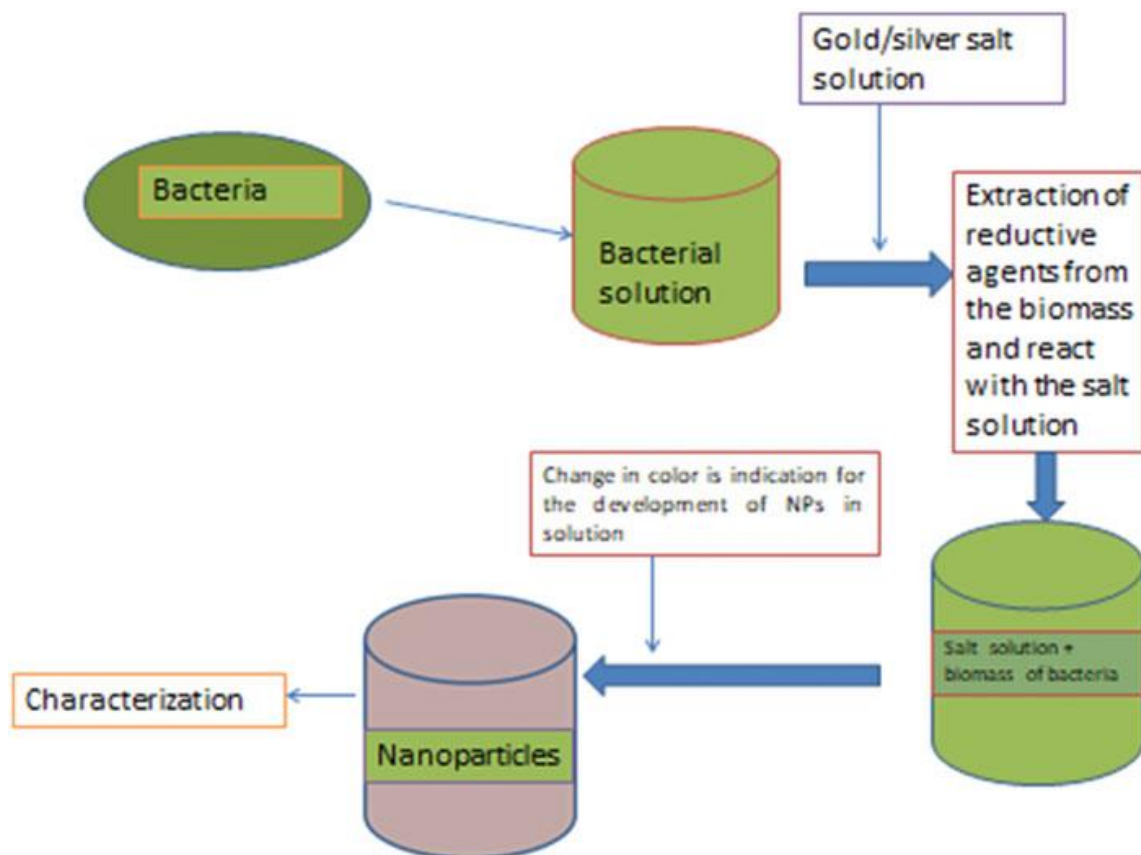 Gold/silver salt
solution
Bacteria
Bacterial
solution
Extraction of
reductive
agents from
the biomass
and react
with the salt
solution
Change in color is indication for
the development of NPs in
solution
Salt solution +
biomass of bacteria
Nanoparticles
Characterization